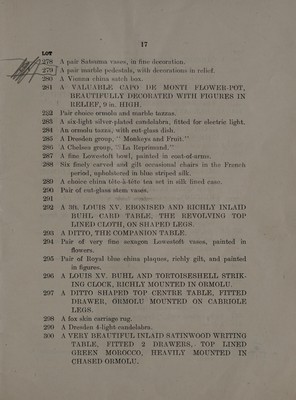 17
LOT
278 A pair Satsuma vases, in fine decoration.
279 A pair marble pedestals, with decorations in relief.
280 A Vienna china patch box.
281 A VALUABLE CAPO DE MONTI FLOWER-POT,
BEAUTIFULLY DECORATED WITH FIGURES IN
RELIEF, 9 in. HIGH.
282 Pair choice ormolu and marble tazzas.
283 A six-light silver-plated candelabra, fitted for electric light.
284 An ormolu tazza, with cut-glass dish.
285 A Dresden group, "Monkeys and Fruit."
286 A Chelsea group, "La Reprimand."
287 A fine Lowestoft bowl, painted in coat-of-arms.
288 Six finely carved and gilt occasional chairs in the French
period, upholstered in blue striped silk.
289 A choice china tête-à-tête tea set in silk lined case.
290 Pair of cut-glass stem vases.
291
292 A 3ft. LOUIS XV. EBONISED AND RICHLY INLAID
BUHL CARD TABLE, THE REVOLVING TOP
LINED CLOTH, ON SHAPED LEGS.
293 A DITTO, THE COMPANION TABLE.
294 Pair of very fine sexagon Lowestoft vases, painted in
flowers.
295 Pair of Royal blue china plaques, richly gilt, and painted
in figures.
296 A LOUIS XV. BUHL AND TORTOISESHELL STRIK-
ING CLOCK, RICHLY MOUNTED IN ORMOLU.
297 A DITTO SHAPED TOP CENTRE TABLE, FITTED
DRAWER, ORMOLU MOUNTED ON CABRIOLE
LEGS.
298 A fox skin carriage rug.
299 A Dresden 4-light candelabra.
300 A VERY BEAUTIFUL INLAID SATINWOOD WRITING
TABLE, FITTED 2 DRAWERS, TOP LINED
GREEN MOROCCO, HEAVILY MOUNTED IN
CHASED ORMOLU.